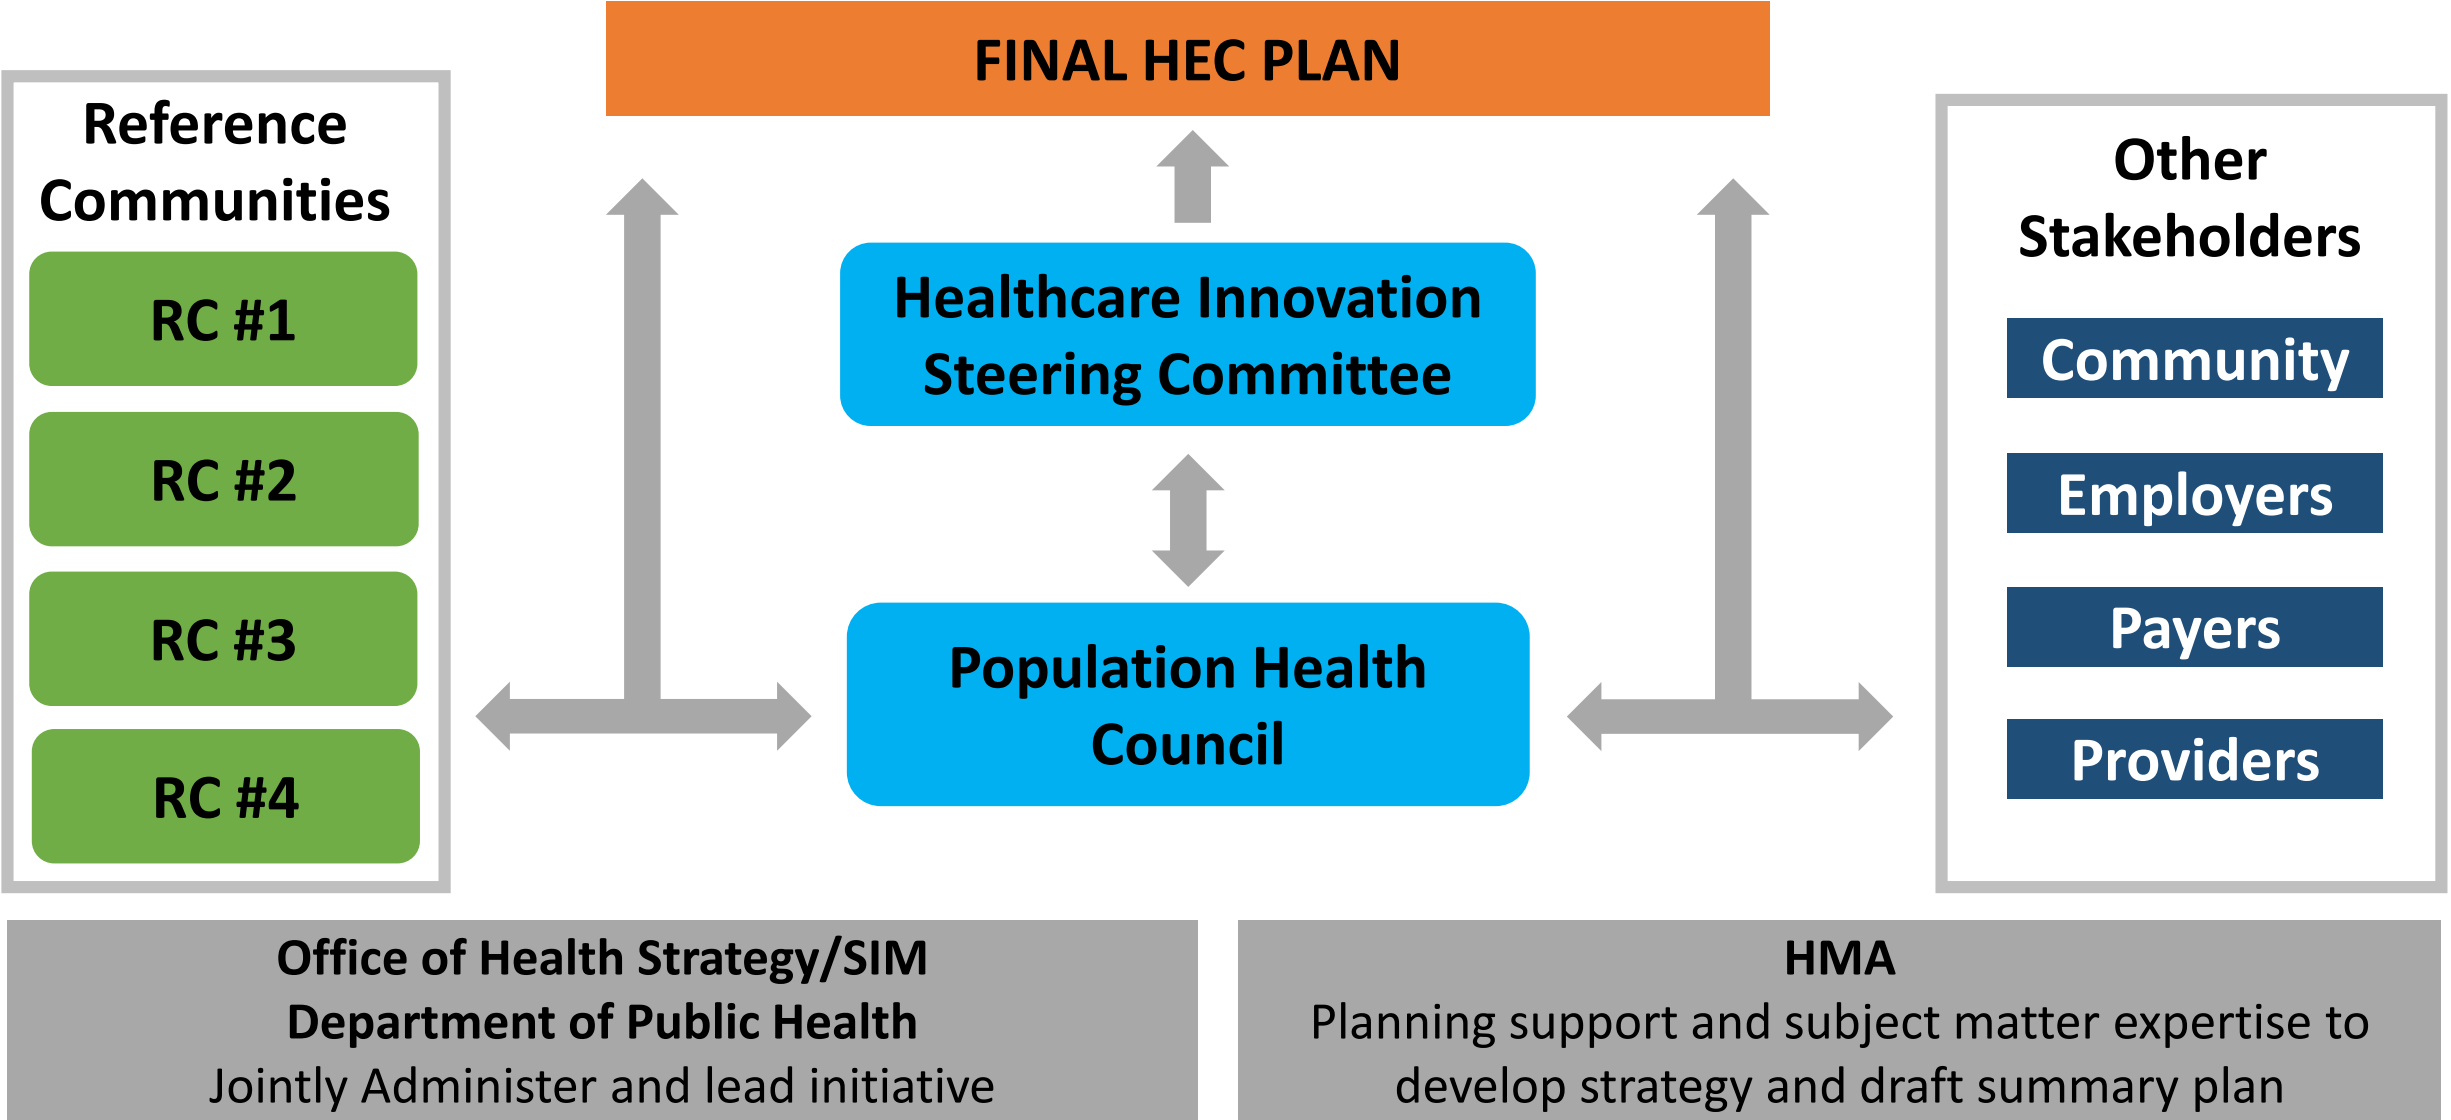 FINAL HEC PLAN
Reference
Communities
RC #1
RC #2
RC #3
RC #4
Healthcare Innovation
Steering Committee
Population Health
Council
Other
Stakeholders
Community
Employers
Payers
Providers
Office of Health Strategy/SIM
Department of Public Health
Jointly Administer and lead initiative
HMA
Planning support and subject matter expertise to
develop strategy and draft summary plan